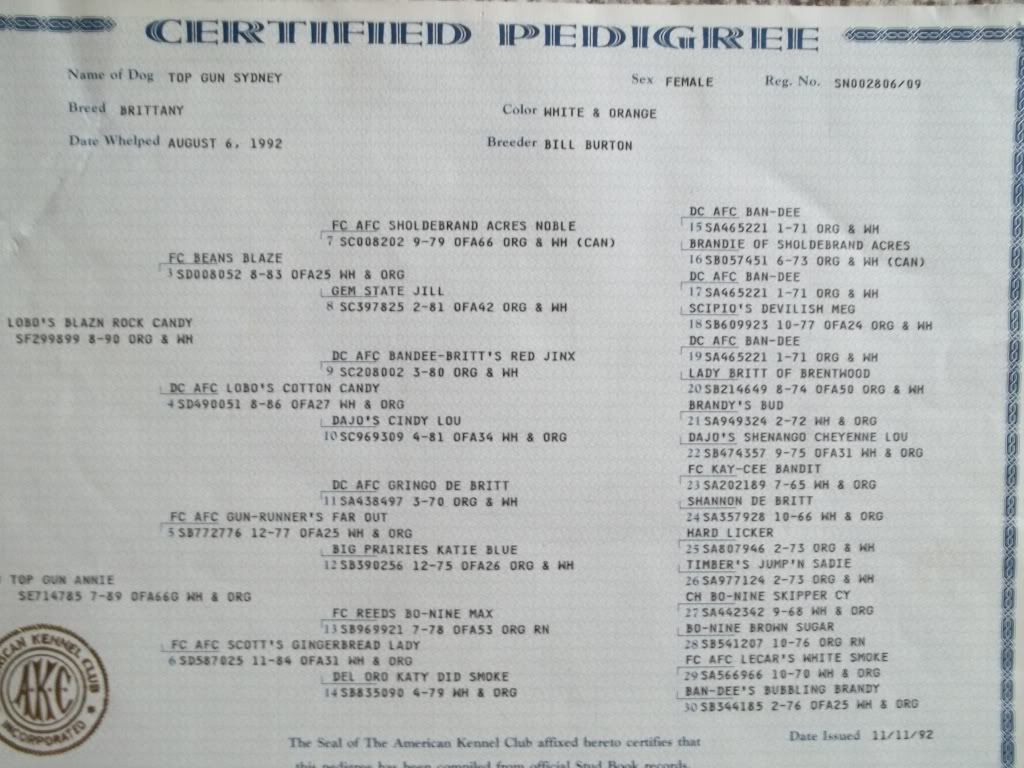 CERTIFIED PEDIGREE
Name of Dog TOP GUN SYDNEY Sex FEMALE Reg. No. SN002806/09
Breed BRITTANY Color WHITE & ORANGE
Date Whelped AUGUST 6, 1992 Breeder BILL BURTON
DC AFC BAN-DEE
FC AFC SHOLDEBRAND ACRES NOBLE
15 SA465221 1-71 ORG & WH
7 SC008202 9-79 OFA66 ORG & WH (CAN)
BRANDIE OF SHOLDEBRAND ACRES
FC BEANS BLAZE
16 SB057451 6-73 ORG & WH (CAN)
3 SD008052 8-83 OFA25 WH & ORG
DC AFC BAN-DEE
GEM STATE JILL
17 SA465221 1-71 ORG & WH
8 SC397825 2-81 OFA42 ORG & WH
SCIPIO'S DEVILISH MEG
LOBO'S BLAZN ROCK CANDY
18 SB609923 10-77 OFA24 ORG & WH
SF299899 8-90 ORG & WH
DC AFC BAN-DEE
DC AFC BANDEE-BRITT'S RED JINX
19 SA465221 1-71 ORG & WH
9 SC208002 3-80 ORG & WH
LADY BRITT OF BRENTWOOD
DC AFC LOBO'S COTTON CANDY
20 SB214649 8-74 OFA50 ORG & WH
4 SD490051 8-86 OFA27 WH & ORG
BRANDY'S BUD
DAJO'S CINDY LOU
21 SA949324 2-72 WH & ORG
10 SC969309 4-81 OFA34 WH & ORG
DAJO'S SHENANGO CHEYENNE LOU
22 SB474357 9-75 OFA31 WH & ORG
FC KAY-CEE BANDIT
DC AFC GRINGO DE BRITT
23 SA202189 7-65 WH & ORG
11 SA438497 3-70 ORG & WH
SHANNON DE BRITT
FC AFC GUN-RUNNER'S FAR OUT
24 SA357928 10-66 WH & ORG
5 SB772776 12-77 OFA25 WH & ORG
HARD LICKER
BIG PRAIRIES KATIE BLUE
25 SA807946 2-73 ORG & WH
12 SB390256 12-75 OFA26 ORG & WH
TIMBER'S JUMP'N SADIE
TOP GUN ANNIE
26 SA977124 2-73 ORG & WH
SE714785 7-89 OFA66G WH & ORG
CH BO-NINE SKIPPER CY
FC REEDS BO-NINE MAX
27 SA442342 9-68 WH & ORG
13 SB969921 7-78 OFA53 ORG RN
BO-NINE BROWN SUGAR
FC AFC SCOTT'S GINGERBREAD LADY
28 SB541207 10-76 ORG RN
6 SD587025 11-84 OFA31 WH & ORG
FC AFC LECAR'S WHITE SMOKE
DEL ORO KATY DID SMOKE
29 SA566966 10-70 WH & ORG
14 SB835090 4-79 WH & ORG
BAN-DEE'S BUBBLING BRANDY
30 SB344185 2-76 OFA25 WH & ORG
ICAN KENNEL CLUB
AKC
INCORPORATED
Date Issued 11/11/92
The Seal of The American Kennel Club affixed hereto certifies that
this pedigree has been compiled from official Stud Book records.